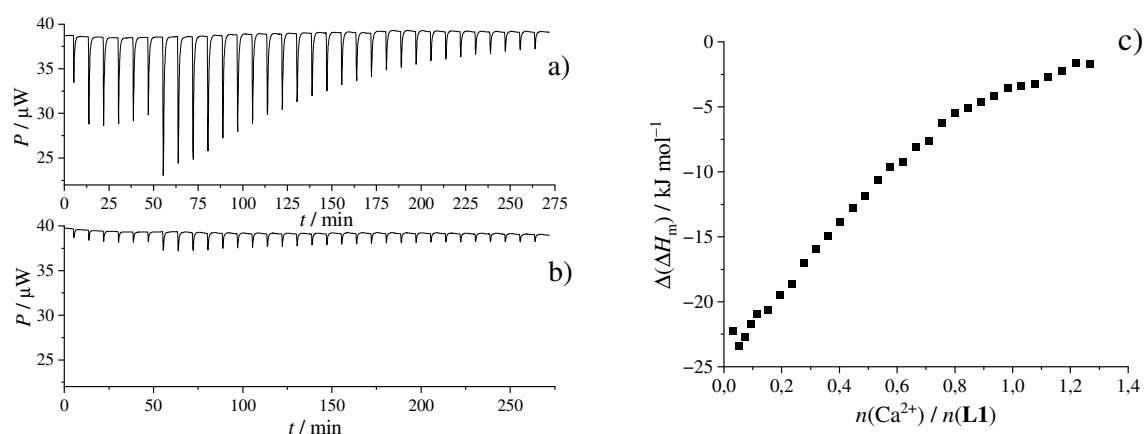 40
35
30
25
P / μW
a)
0 25 50 75 100 125 150 175 200 225 250 275
t / min
40
35
30
25
P / μW
b)
0 50 100 150 200 250
t / min
c)
0
−5
−10
−15
−20
−25
Δ(ΔHm) / kJ mol−1
0,0 0,2 0,4 0,6 0,8 1,0 1,2 1,4
n(Ca2+) / n(L1)